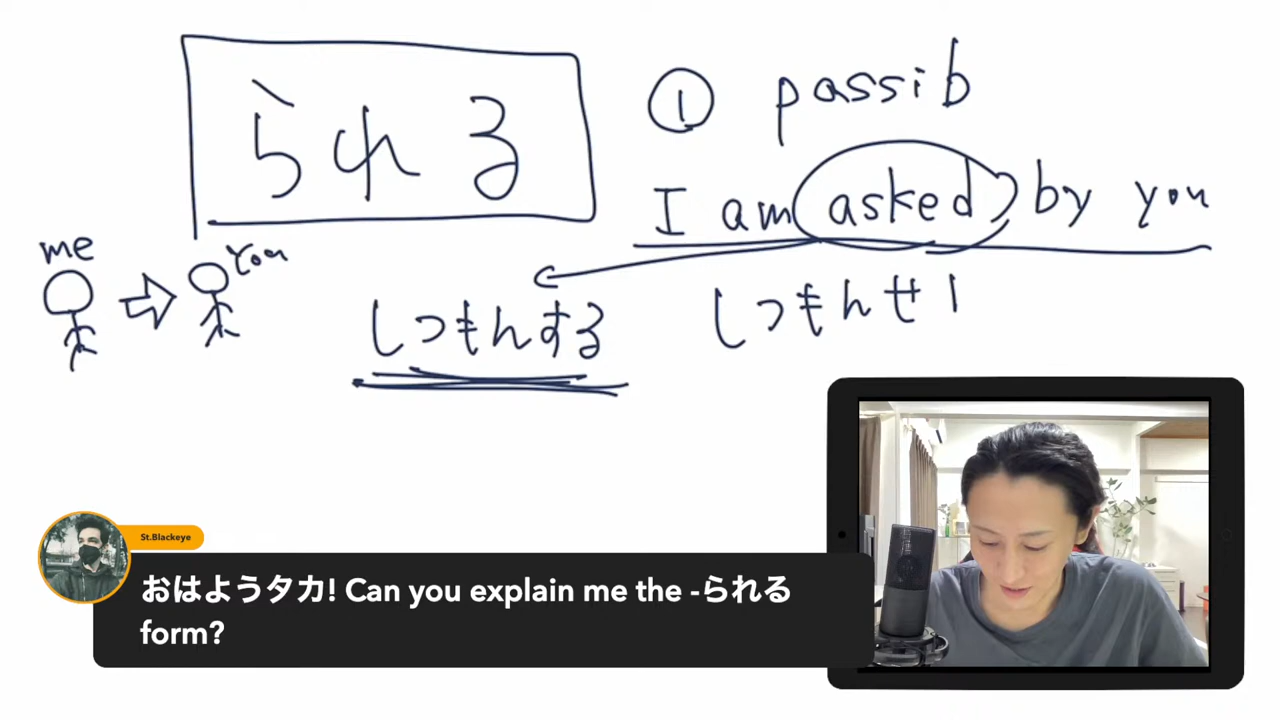 られる
① passib
I am asked by you
me
You
しつもんする
しつもんせ l
St.Blackeye
おはようタカ! Can you explain me the -られる
form?